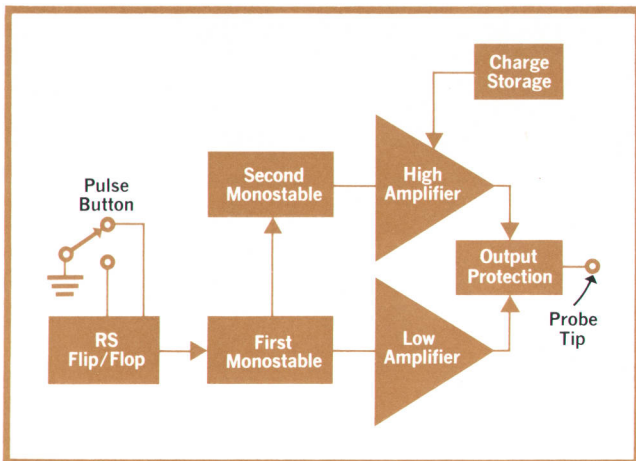 Charge
Storage
Second
Monostable
High
Amplifier
Pulse
Button
Output
Protection
RS
Flip/Flop
First
Monostable
Low
Amplifier
Probe
Tip